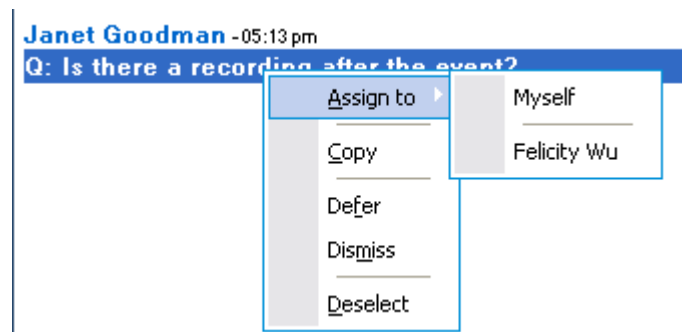 Janet Goodman - 05:13 pm
Q: Is there a recording after the event?
Assign to
Myself
Copy
Felicity Wu
Defer
Dismiss
Deselect